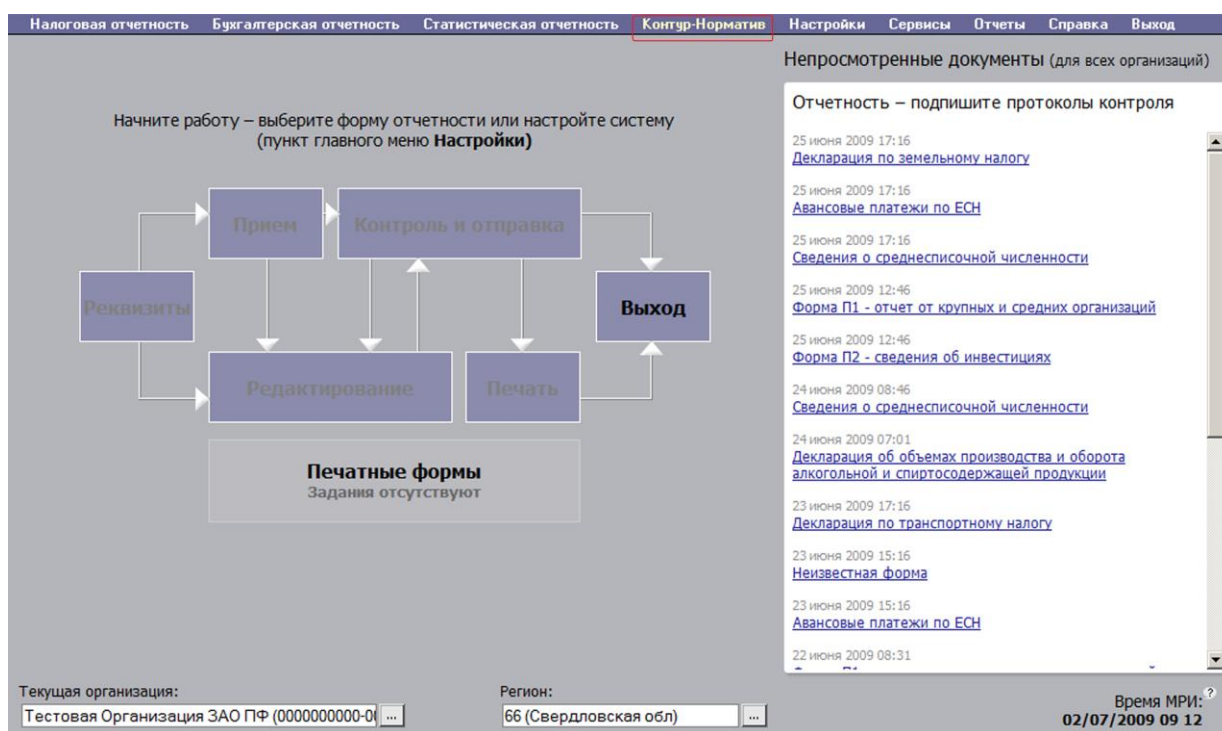 Налоговая отчетность Бухгалтерская отчетность Статистическая отчетность Контур-Норматив Настройки Сервисы Отчеты Справка Выход
Непросмотренные документы (для всех организаций)
Начните работу – выберите форму отчетности или настройте систему
(пункт главного меню Настройки)
Прием
Контроль и отправка
Реквизиты
Выход
Редактирование
Печать
Печатные формы
Задания отсутствуют
Отчетность – подпишите протоколы контроля
25 июня 2009 17:16
Декларация по земельному налогу
25 июня 2009 17:16
Авансовые платежи по ЕСН
25 июня 2009 17:16
Сведения о среднесписочной численности
25 июня 2009 12:46
Форма П1 - отчет от крупных и средних организаций
25 июня 2009 12:46
Форма П2 - сведения об инвестициях
24 июня 2009 08:46
Сведения о среднесписочной численности
24 июня 2009 07:01
Декларация об объемах производства и оборота
алкогольной и спиртосодержащей продукции
23 июня 2009 17:16
Декларация по транспортному налогу
23 июня 2009 15:16
Неизвестная форма
23 июня 2009 15:16
Авансовые платежи по ЕСН
22 июня 2009 08:31
Текущая организация:
Тестовая Организация ЗАО ПФ (0000000000-0 ...
Регион:
66 (Свердловская обл) ...
Время МРИ: ?
02/07/2009 09 12